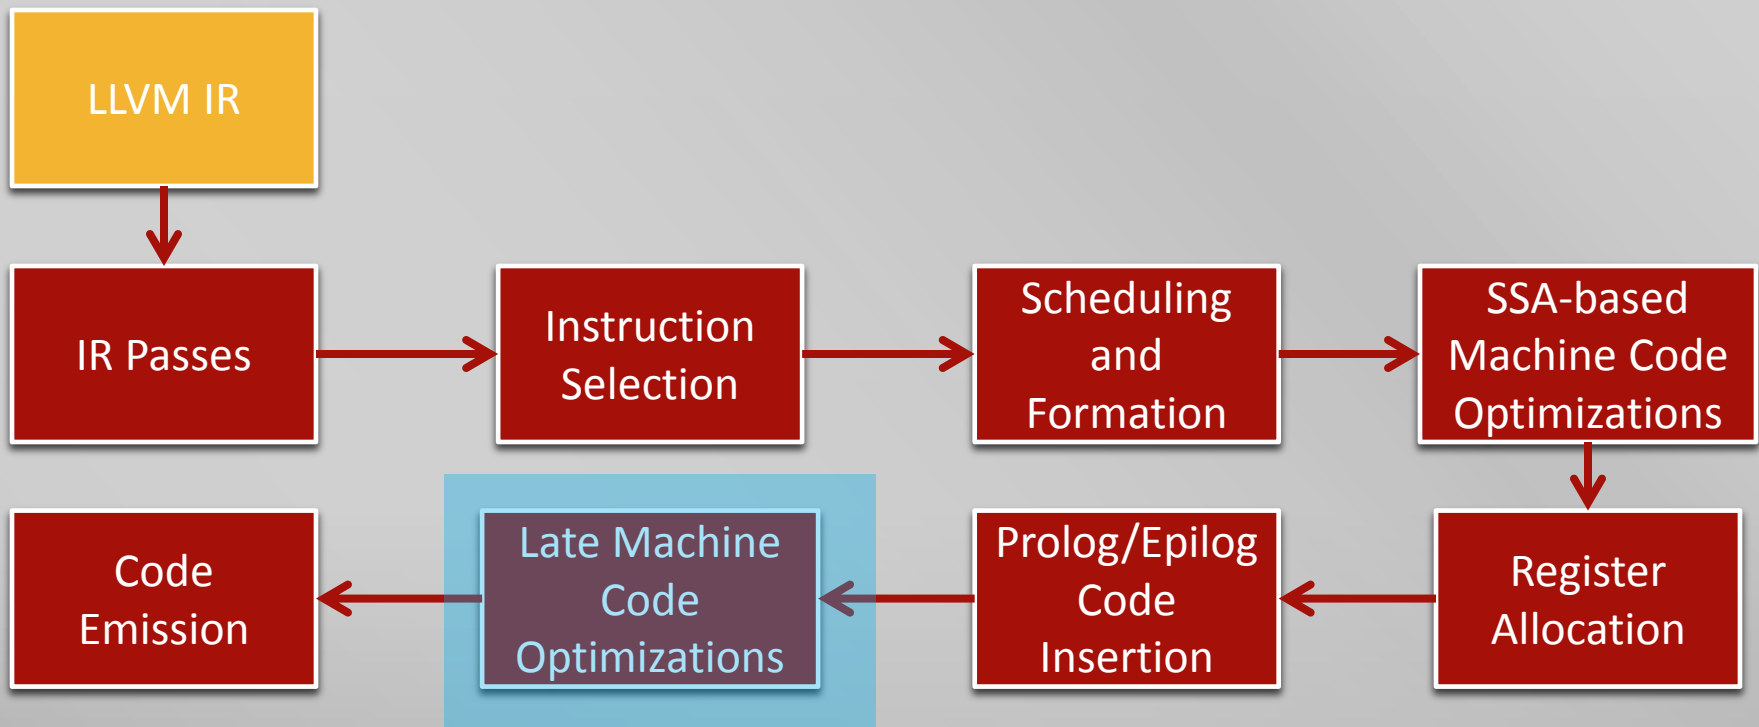 LLVM IR
IR Passes
Instruction
Selection
Scheduling
and
Formation
SSA-based
Machine Code
Optimizations
Code
Emission
Late Machine
Code
Optimizations
Prolog/Epilog
Code
Insertion
Register
Allocation